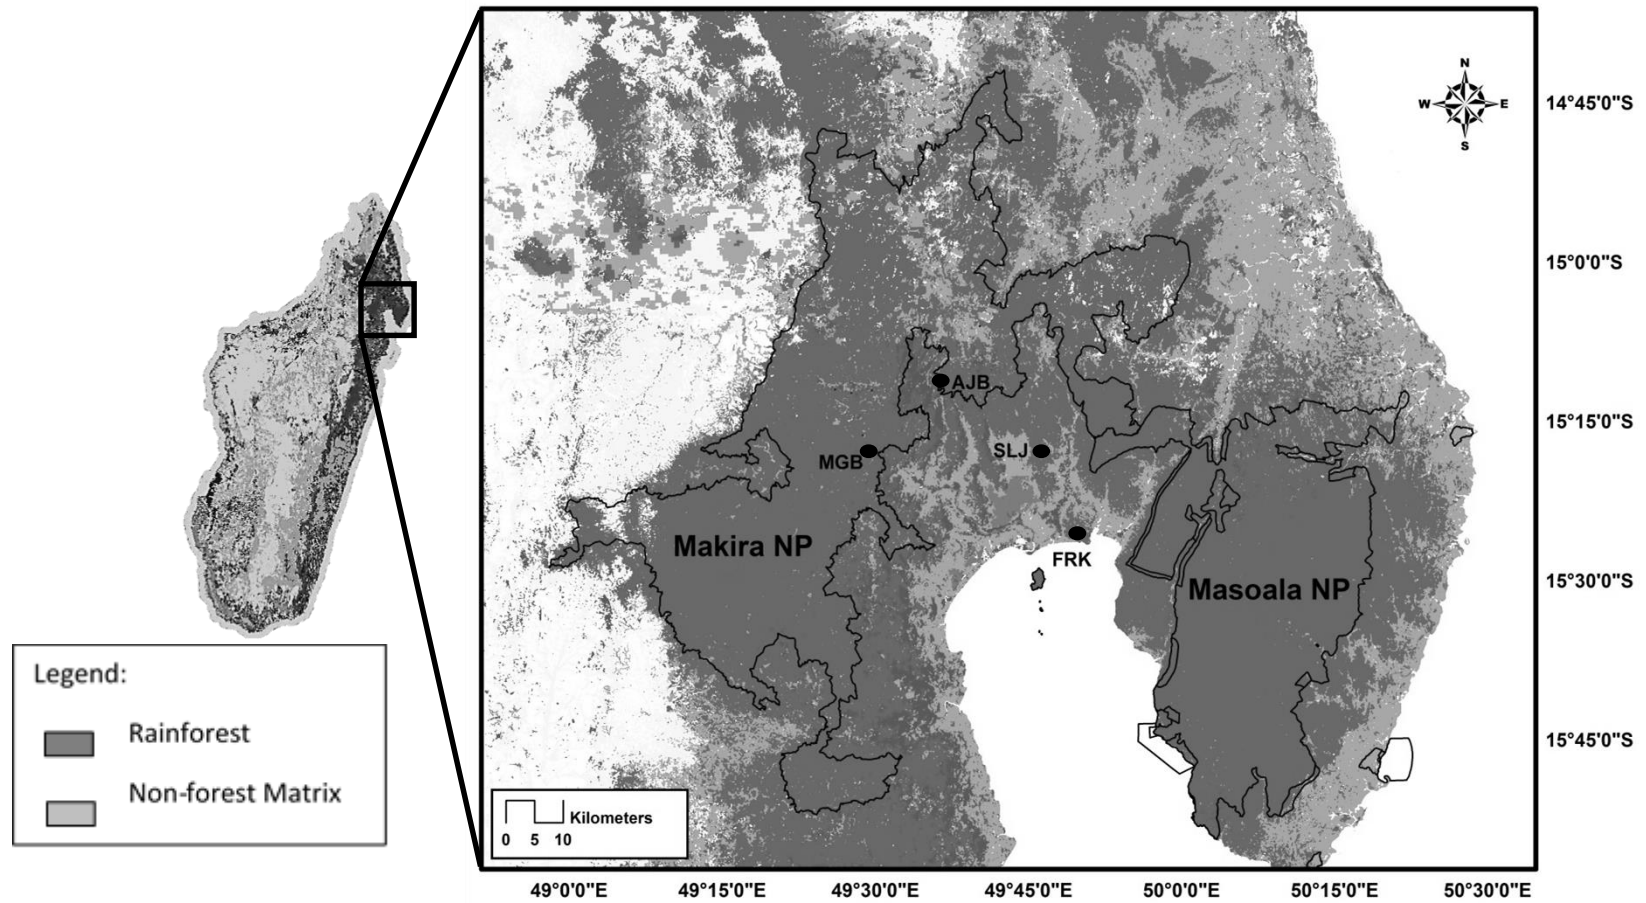 N
W E
S
14°45'0"S
15°0'0"S
AJB
15°15'0"S
MGB
SLJ
Makira NP
FRK
15°30'0"S
Masoala NP
Legend:
Rainforest
Non-forest Matrix
15°45'0"S
Kilometers
0 5 10
49°0'0"E 49°15'0"E 49°30'0"E 49°45'0"E 50°0'0"E 50°15'0"E 50°30'0"E